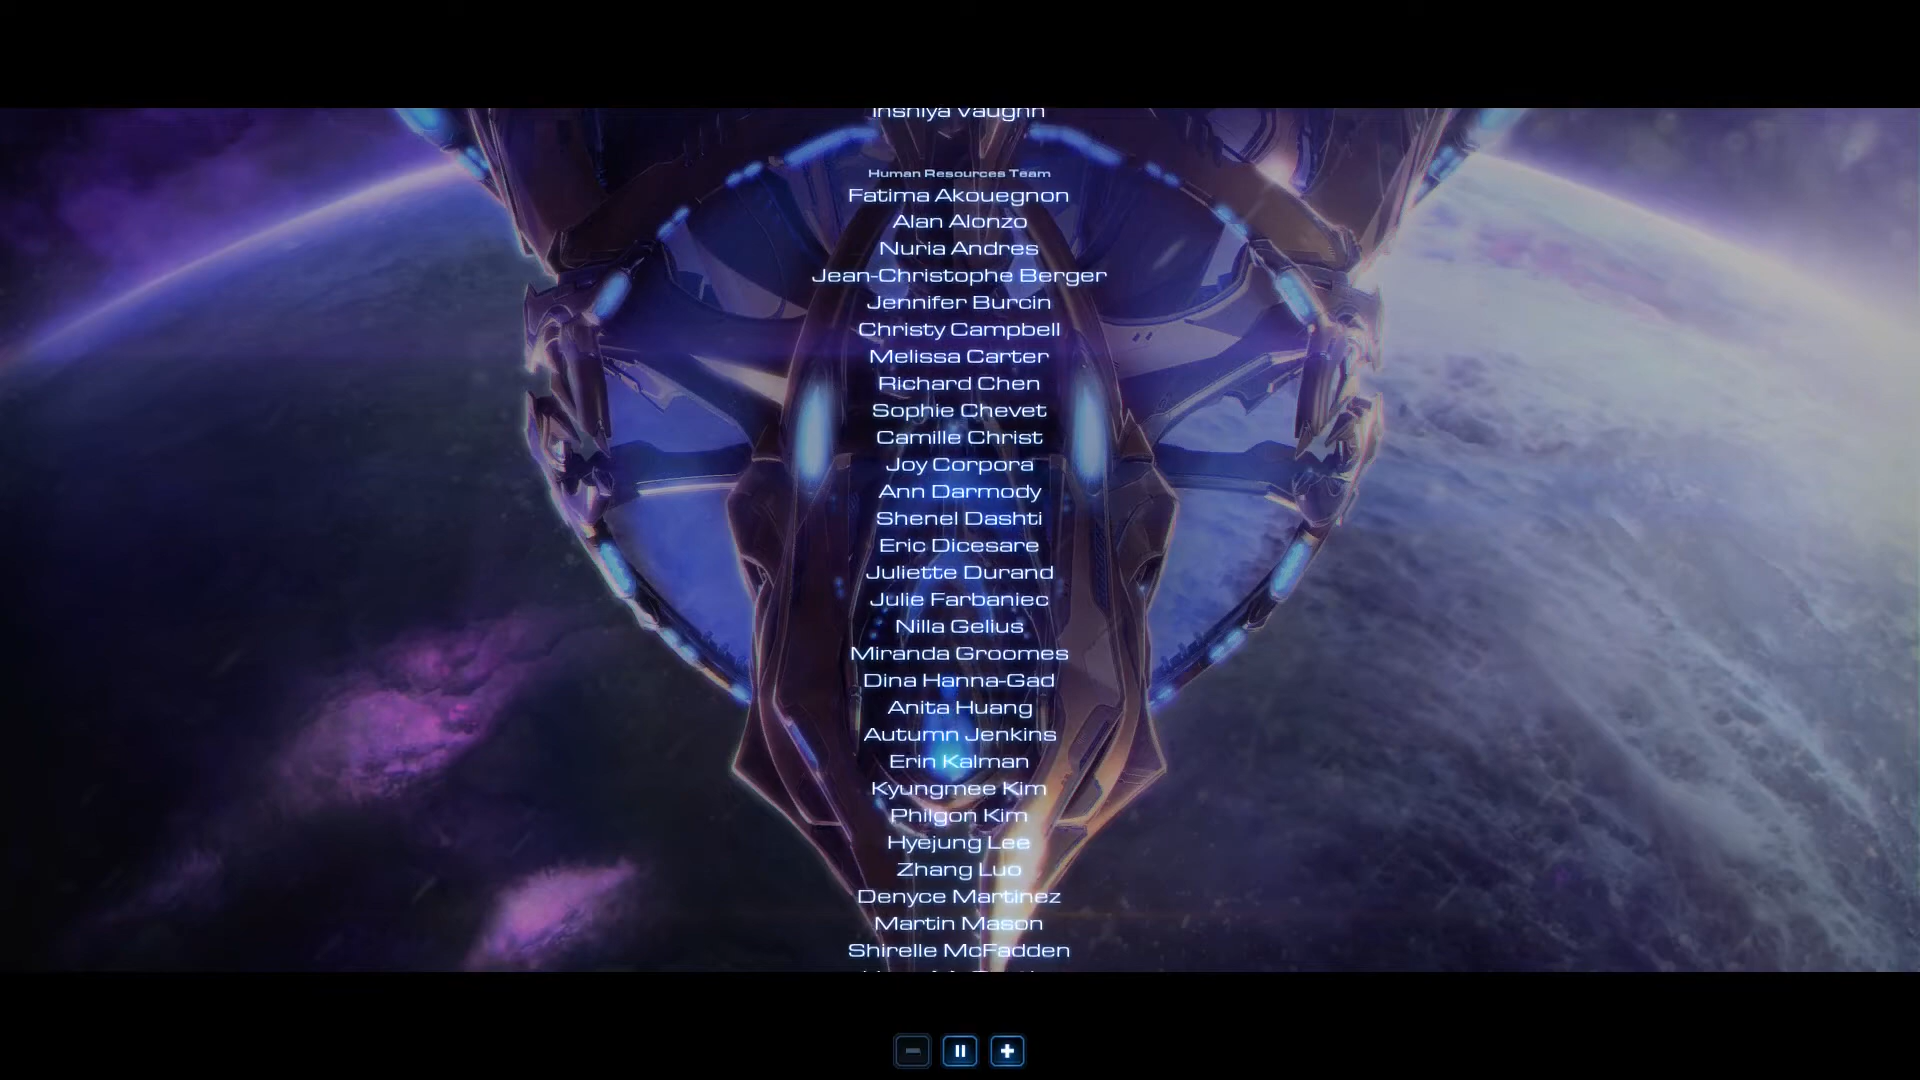 Inshiya Vaughn
Human Resources Team
Fatima Akouegnon
Alan Alonzo
Nuria Andres
Jean-Christophe Berger
Jennifer Burcin
Christy Campbell
Melissa Carter
Richard Chen
Sophie Chevet
Camille Christ
Joy Corpora
Ann Darmody
Shenel Dashti
Eric Dicesare
Juliette Durand
Julie Farbaniec
Nilla Gelius
Miranda Groomes
Dina Hanna-Gad
Anita Huang
Autumn Jenkins
Erin Kalman
Kyungmee Kim
Philgon Kim
Hyejung Lee
Zhang Luo
Denyce Martinez
Martin Mason
Shirelle McFadden